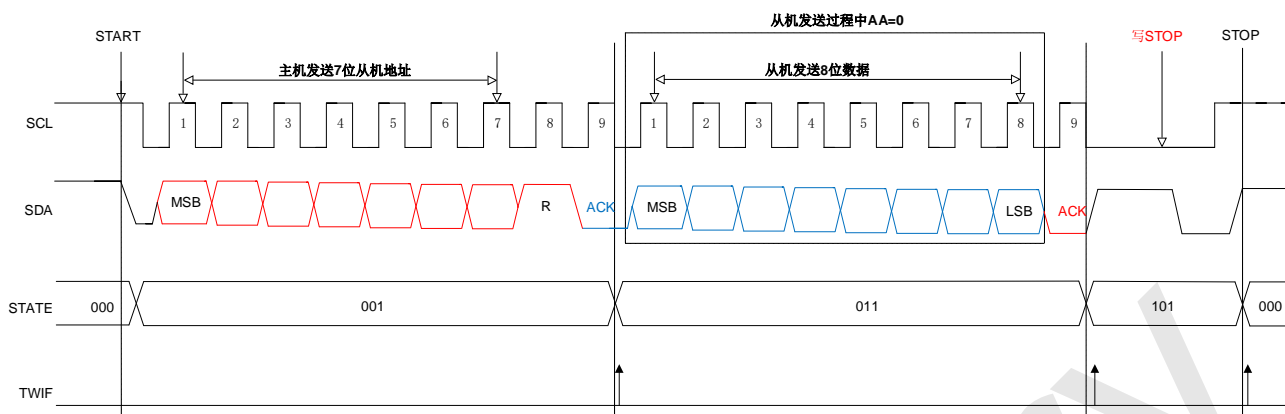 从机发送过程中AA=0
START
写STOP
STOP
主机发送7位从机地址
从机发送8位数据
SCL
1 2 3 4 5 6 7 8 9 1 2 3 4 5 6 7 8 9
SDA
MSB R ACK MSB LSB ACK
STATE
000 001 011 101 000
TWIF